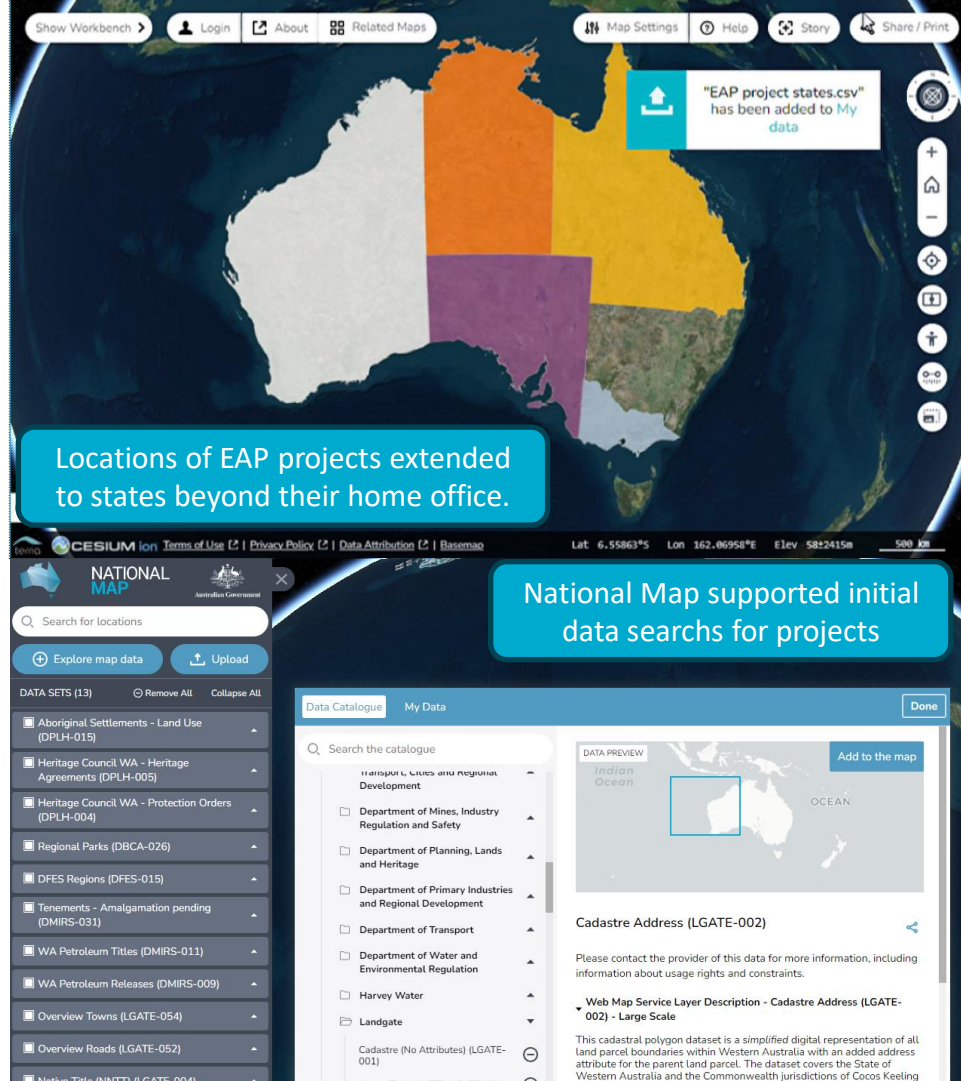 Show Workbench
Login
About
Related Maps
Map Settings
Help
Story
Share / Print
"EAP project states.csv"
has been added to My
data
Locations of EAP projects extended
to states beyond their home office.
CESIUM ion Terms of Use | Privacy Policy | Data Attribution | Basemap
Lat 6.55863°S Lon 162.06958°E Elev 58±2415m 500 km
NATIONAL
MAP
Australian Government
National Map supported initial
data searchs for projects
Search for locations
Explore map data
Upload
DATA SETS (13)
Remove All
Collapse All
Aboriginal Settlements - Land Use
(DPLH-015)
Heritage Council WA - Heritage
Agreements (DPLH-005)
Heritage Council WA - Protection Orders
(DPLH-004)
Regional Parks (DBCA-026)
DFES Regions (DFES-015)
Tenements - Amalgamation pending
(DMIRS-031)
WA Petroleum Titles (DMIRS-011)
WA Petroleum Releases (DMIRS-009)
Overview Towns (LGATE-054)
Overview Roads (LGATE-052)
Native Title (NNTT) (LGATE-004)
Data Catalogue
My Data
Done
Search the catalogue
Transport, Cities and Regional
Development
Department of Mines, Industry
Regulation and Safety
Department of Planning, Lands
and Heritage
Department of Primary Industries
and Regional Development
Department of Transport
Department of Water and
Environmental Regulation
Harvey Water
Landgate
Cadastre (No Attributes) (LGATE-
001)
DATA PREVIEW
Add to the map
Indian
Ocean
OCEAN
Cadastre Address (LGATE-002)
Please contact the provider of this data for more information, including
information about usage rights and constraints.
Web Map Service Layer Description - Cadastre Address (LGATE-
002) - Large Scale
This cadastral polygon dataset is a simplified digital representation of all
land parcel boundaries within Western Australia with an added address
attribute for the parent land parcel. The dataset covers the State of
Western Australia and the Commonwealth jurisdictions of Cocos Keeling